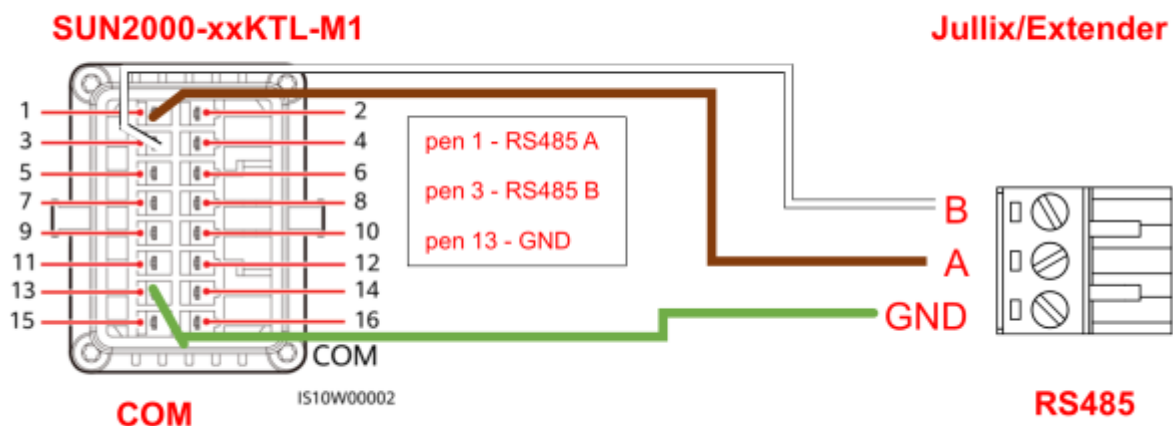 SUN2000-xxKTL-M1
Jullix/Extender
1
2
3
4
5
6
7
8
9
10
11
12
13
14
15
16
pen 1 - RS485 A
pen 3 - RS485 B
pen 13 - GND
B
A
GND
COM
IS10W00002
COM
RS485